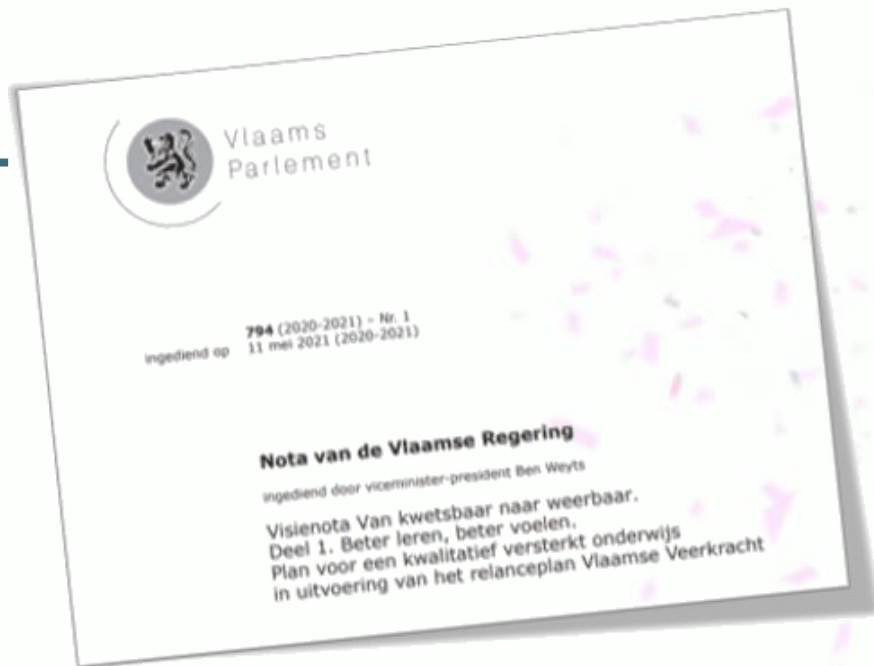 Vlaams
Parlement
794 (2020-2021) – Nr. 1
ingediend op 11 mei 2021 (2020-2021)
Nota van de Vlaamse Regering
ingediend door viceminister-president Ben Weyts
Visienota Van kwetsbaar naar weerbaar.
Deel 1. Beter leren, beter voelen.
Plan voor een kwalitatief versterkt onderwijs
in uitvoering van het relanceplan Vlaamse Veerkracht